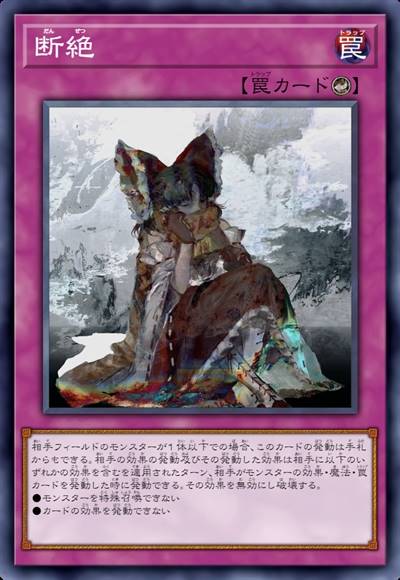 断絶
だんぜつ
罠
トラップ
【罠カード】
トラップ
相手フィールドのモンスターが1体以下での場合、このカードの発動は手札
からもできる。相手の効果の発動及びその発動した効果は相手に以下のい
ずれかの効果を含むを適用されたターン、相手がモンスターの効果・魔法・罠
カードを発動した時に発動できる。その効果を無効にし破壊する。
●モンスターを特殊召喚できない
●カードの効果を発動できない